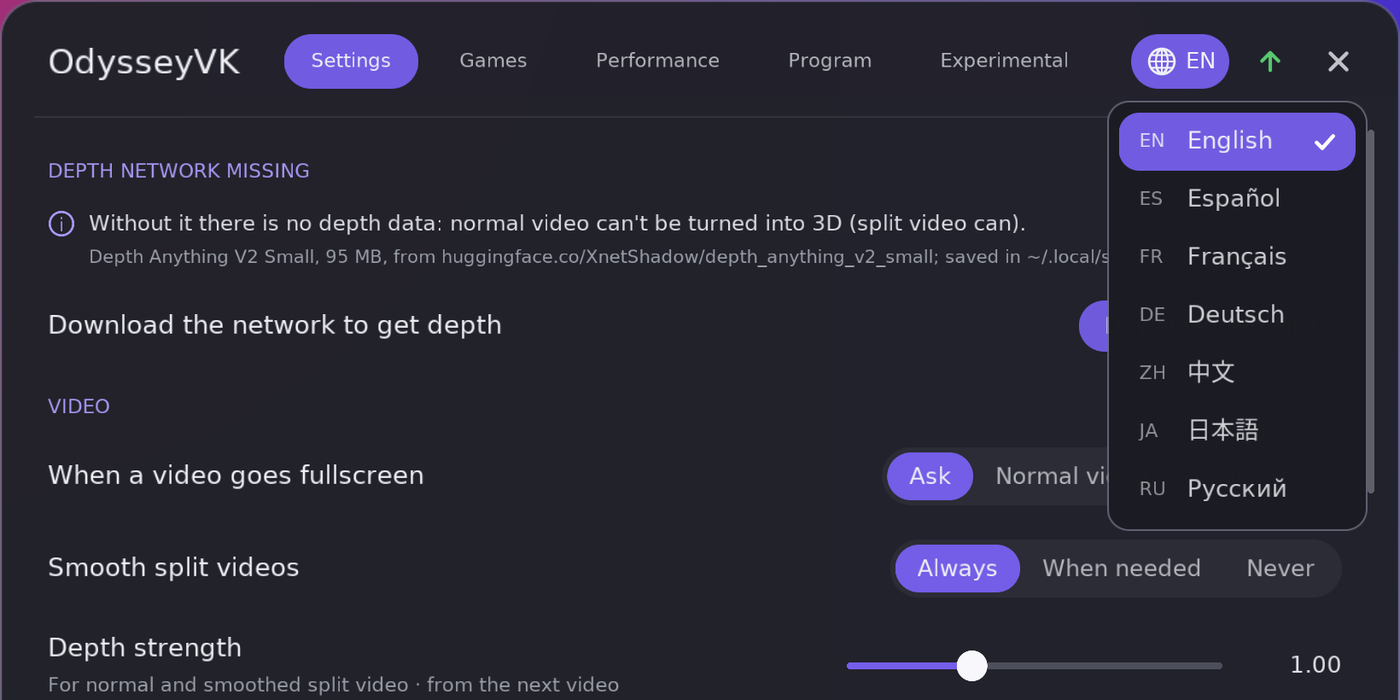 OdysseyVK Settings Games Performance Program Experimental EN
DEPTH NETWORK MISSING
Without it there is no depth data: normal video can't be turned into 3D (split video can).
Depth Anything V2 Small, 95 MB, from huggingface.co/XnetShadow/depth_anything_v2_small; saved in ~/.local/s
Download the network to get depth
VIDEO
When a video goes fullscreen Ask Normal vi
Smooth split videos Always When needed Never
Depth strength 1.00
For normal and smoothed split video · from the next video
EN English
ES Español
FR Français
DE Deutsch
ZH 中文
JA 日本語
RU Русский